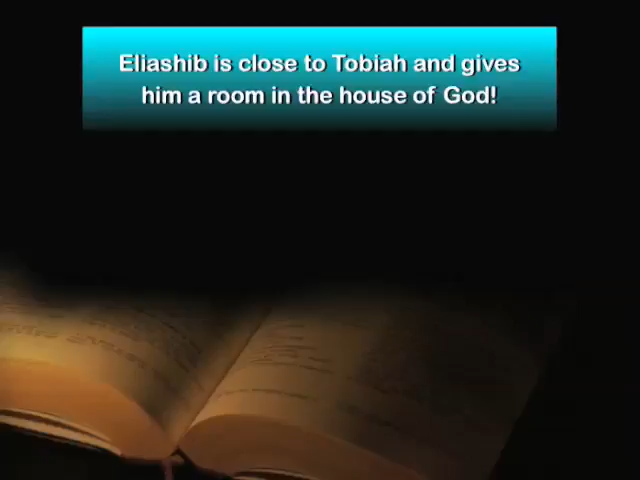 Eliashib is close to Tobiah and gives
him a room in the house of God!